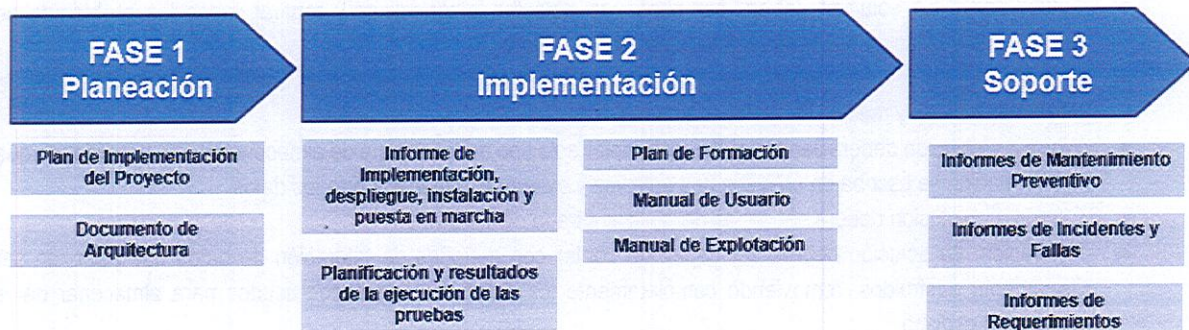 FASE 1
Planeación
FASE 2
Implementación
FASE 3
Soporte
Plan de Implementación
del Proyecto
Documento de
Arquitectura
Informe de
Implementación,
despliegue, instalación y
puesta en marcha
Planificación y resultados
de la ejecución de las
pruebas
Plan de Formación
Manual de Usuario
Manual de Explotación
Informes de Mantenimiento
Preventivo
Informes de Incidentes y
Fallas
Informes de
Requerimientos